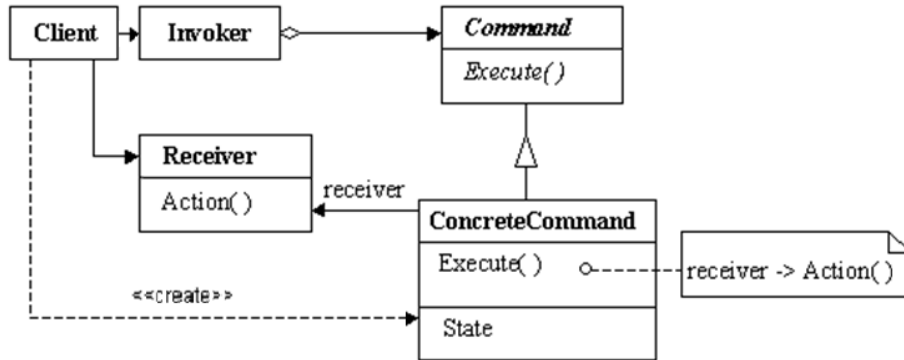 Client
Invoker
Command
Execute( )
Receiver
Action( )
receiver
ConcreteCommand
Execute( )
receiver -> Action( )
<<create>>
State